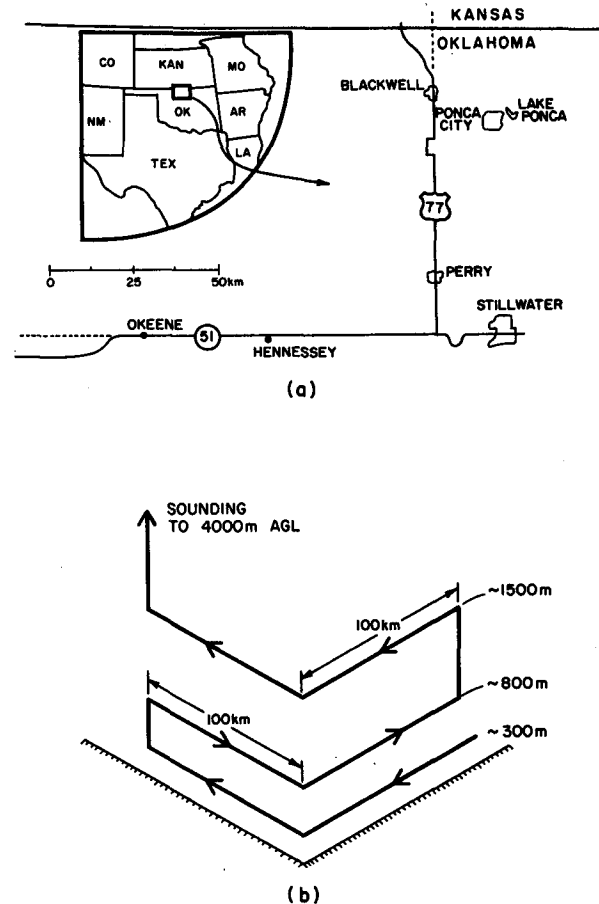 KANSAS
OKLAHOMA
CO
KAN
MO
NM
OK
AR
TEX
LA
BLACKWELL
PONCA
CITY
LAKE
PONCA
77
0 25 50km
PERRY
STILLWATER
OKEENE
51
HENNESSEY
(a)
SOUNDING
TO 4000m AGL
~1500m
100km
~800m
100km
~300m
(b)